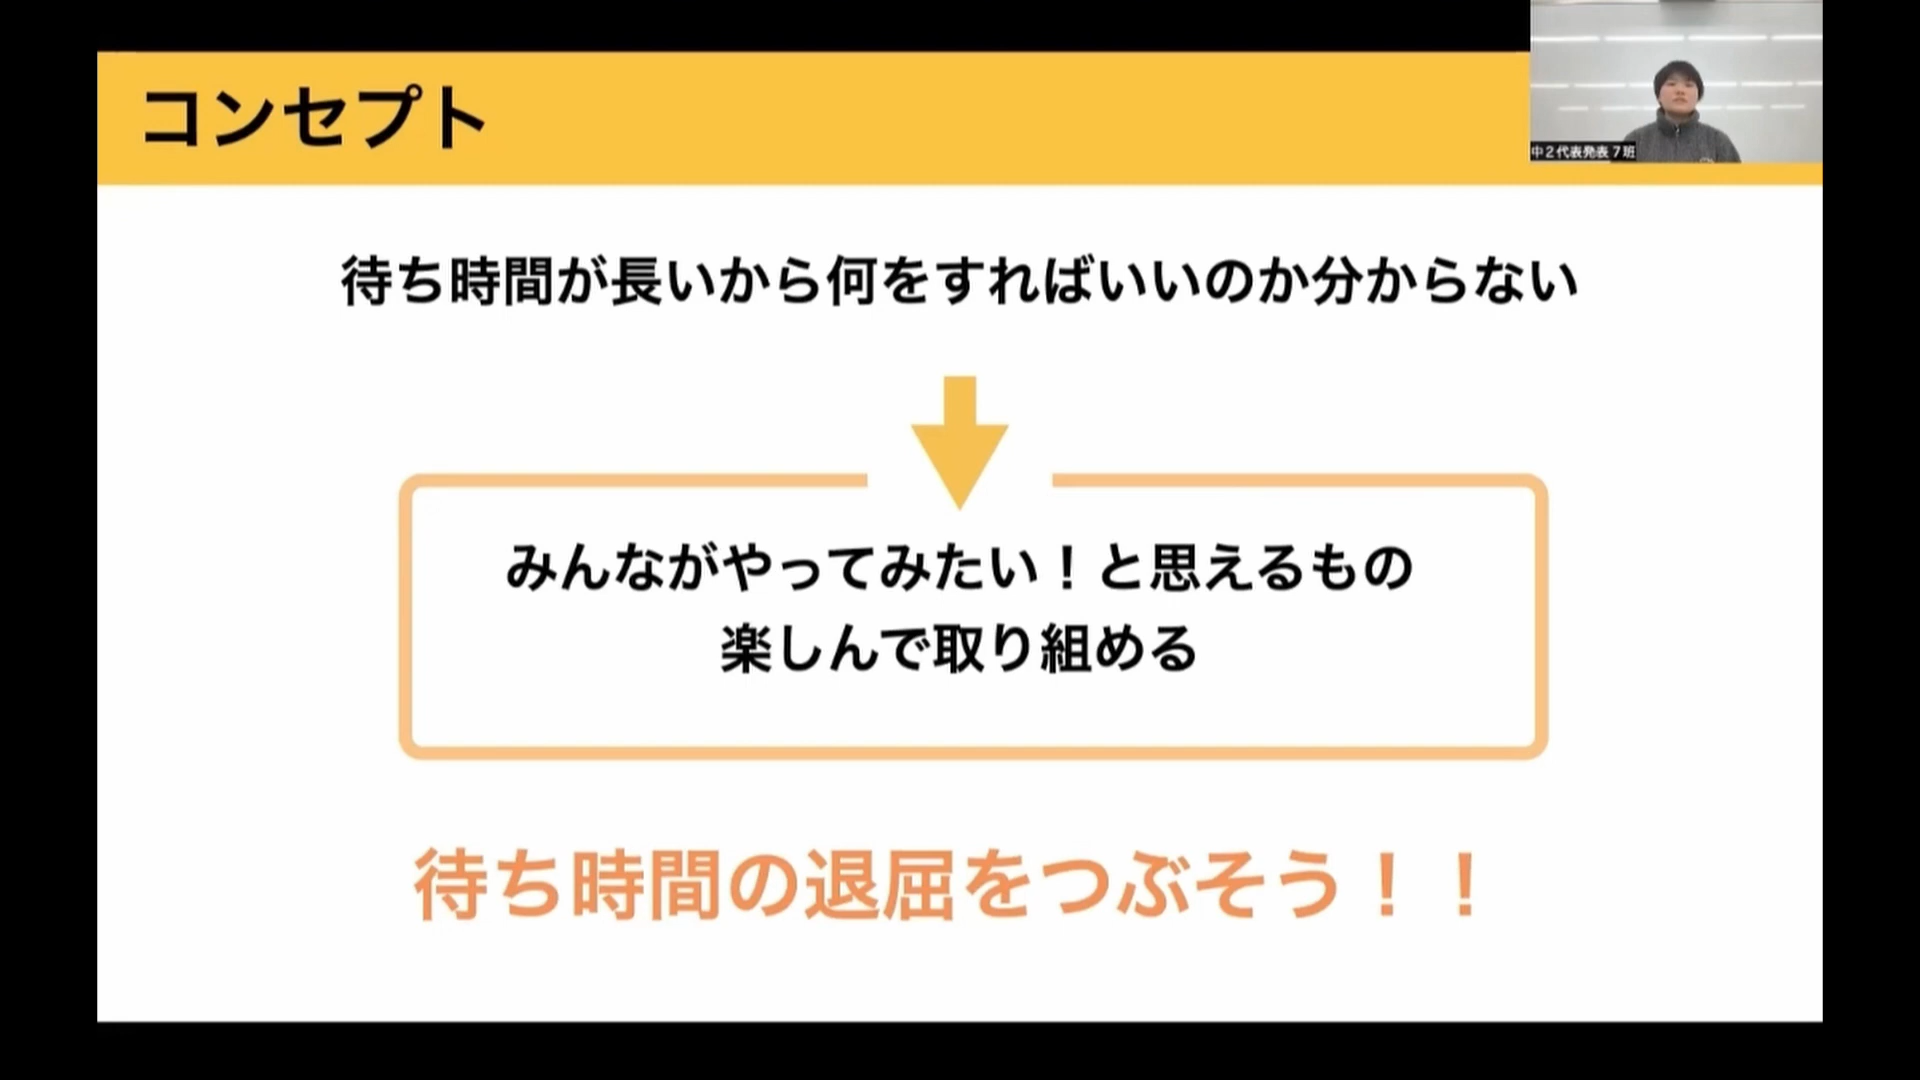 コンセプト
中2代表発表7班
待ち時間が長いから何をすればいいのか分からない
みんながやってみたい！と思えるもの
楽しんで取り組める
待ち時間の退屈をつぶそう！！